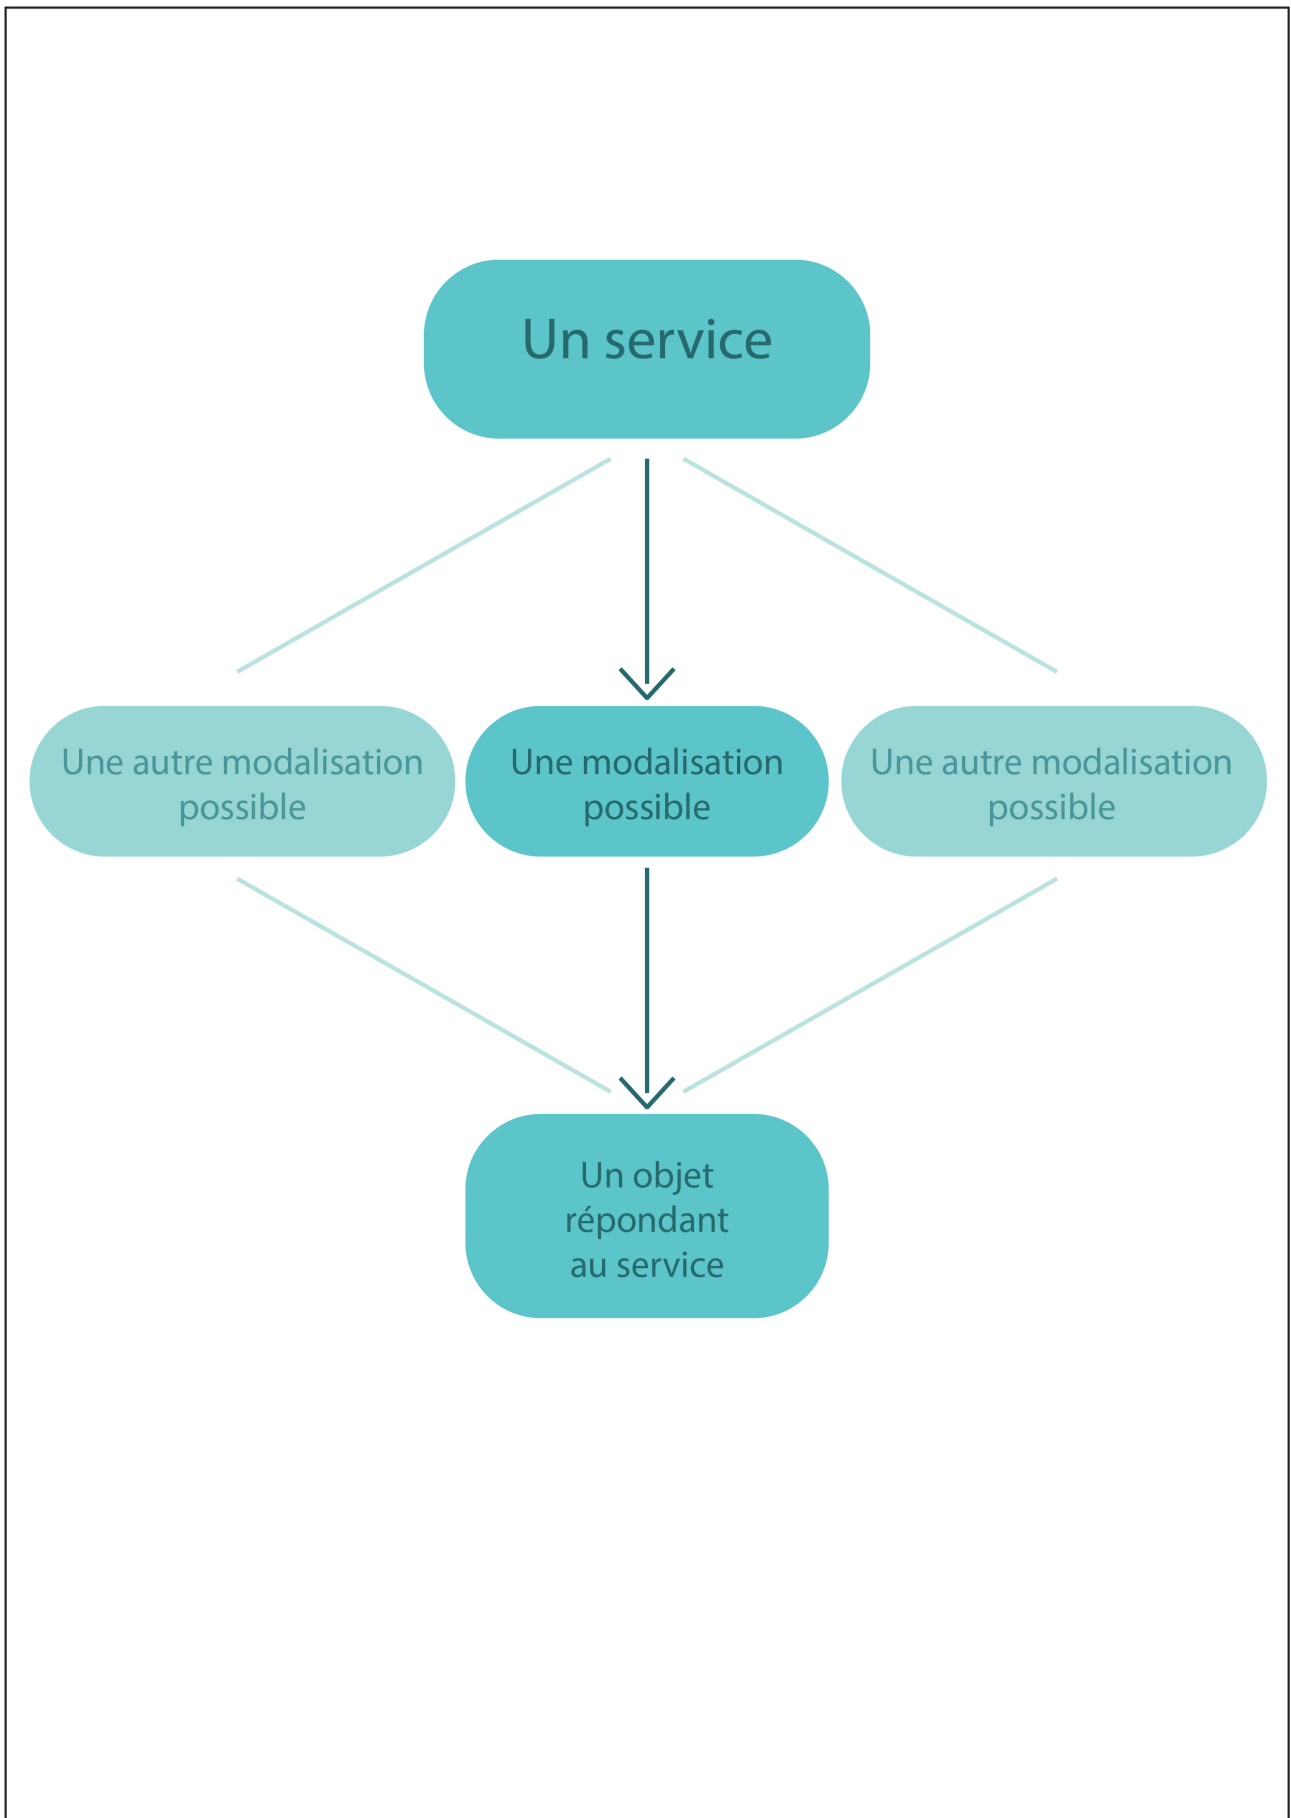 Un service
Une autre modalisation
possible
Une modalisation
possible
Une autre modalisation
possible
Un objet
répondant
au service